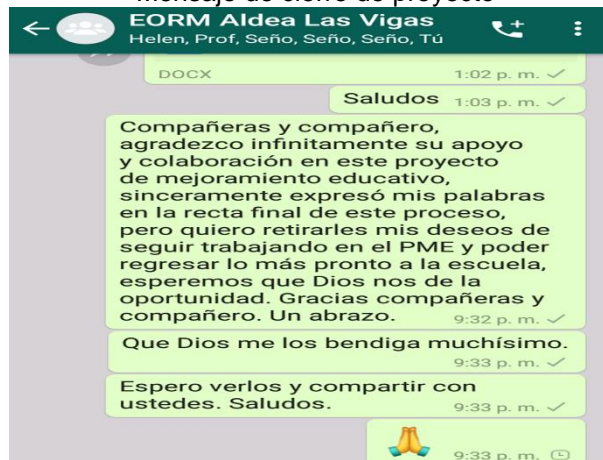 Mensaje de cierre de proyecto
EORM Aldea Las Vigas
Helen, Prof, Seño, Seño, Seño, Tú
DOCX 1:02 p. m.
Saludos 1:03 p. m.
Compañeras y compañero,
agradezco infinitamente su apoyo
y colaboración en este proyecto
de mejoramiento educativo,
sinceramente expresó mis palabras
en la recta final de este proceso,
pero quiero retirarles mis deseos de
seguir trabajando en el PME y poder
regresar lo más pronto a la escuela,
esperemos que Dios nos de la
oportunidad. Gracias compañeras y
compañero. Un abrazo. 9:32 p. m.
Que Dios me los bendiga muchísimo.
9:33 p. m.
Espero verlos y compartir con
ustedes. Saludos. 9:33 p. m.
9:33 p. m.